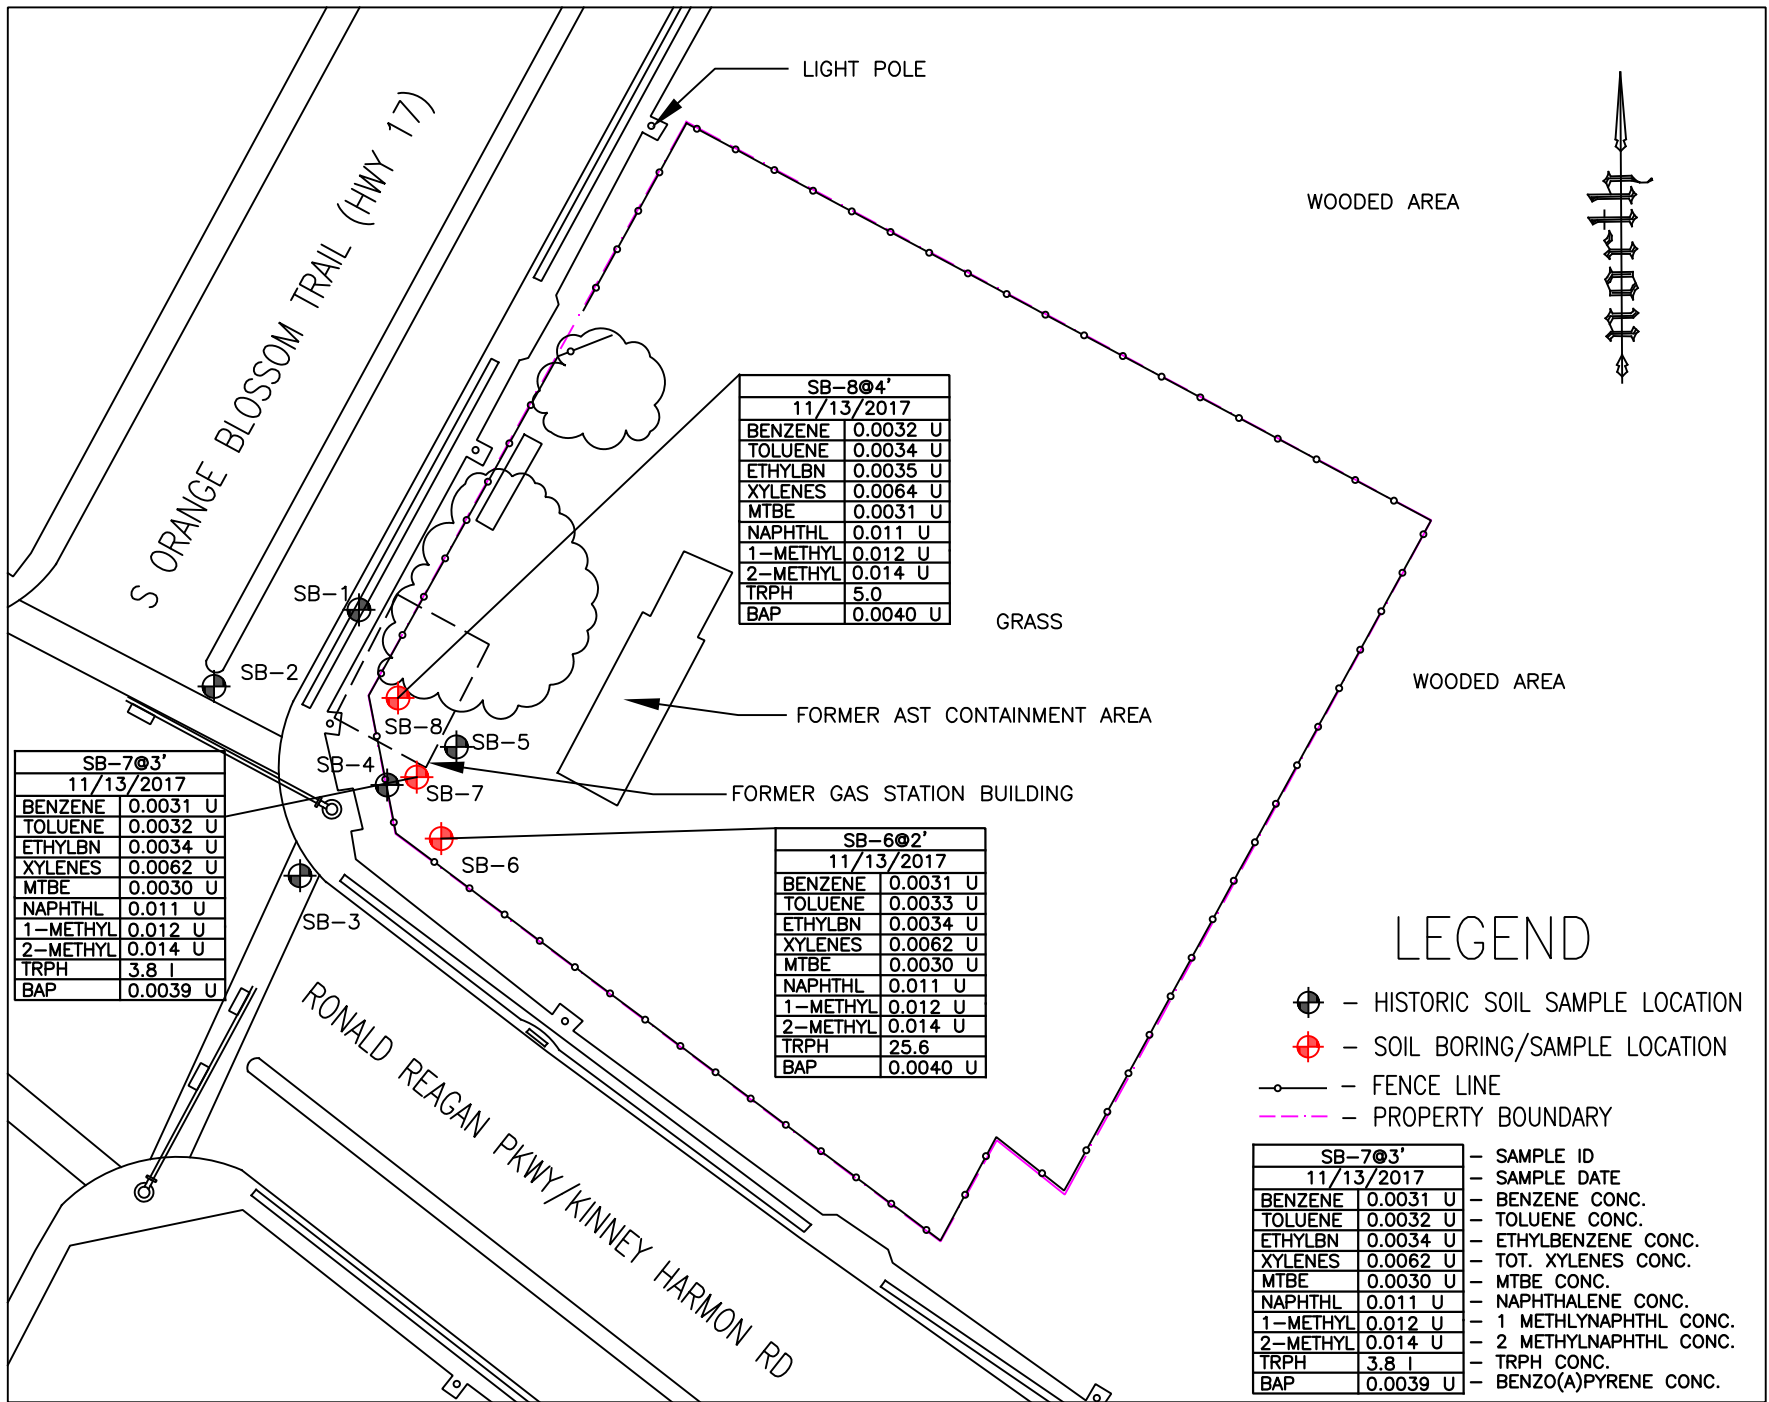 LIGHT POLE
S ORANGE BLOSSOM TRAIL (HWY 17)
WOODED AREA
North
SB-8@4'
11/13/2017
BENZENE 0.0032 U
TOLUENE 0.0034 U
ETHYLBN 0.0035 U
XYLENES 0.0064 U
MTBE 0.0031 U
NAPHTHL 0.011 U
1-METHYL 0.012 U
2-METHYL 0.014 U
TRPH 5.0
BAP 0.0040 U
GRASS
WOODED AREA
SB-1
SB-2
SB-8
SB-5
SB-4
SB-7
SB-6
SB-3
FORMER AST CONTAINMENT AREA
FORMER GAS STATION BUILDING
SB-7@3'
11/13/2017
BENZENE 0.0031 U
TOLUENE 0.0032 U
ETHYLBN 0.0034 U
XYLENES 0.0062 U
MTBE 0.0030 U
NAPHTHL 0.011 U
1-METHYL 0.012 U
2-METHYL 0.014 U
TRPH 3.8 I
BAP 0.0039 U
SB-6@2'
11/13/2017
BENZENE 0.0031 U
TOLUENE 0.0033 U
ETHYLBN 0.0034 U
XYLENES 0.0062 U
MTBE 0.0030 U
NAPHTHL 0.011 U
1-METHYL 0.012 U
2-METHYL 0.014 U
TRPH 25.6
BAP 0.0040 U
RONALD REAGAN PKWY/KINNEY HARMON RD
LEGEND
- HISTORIC SOIL SAMPLE LOCATION
- SOIL BORING/SAMPLE LOCATION
- FENCE LINE
- PROPERTY BOUNDARY
SB-7@3' - SAMPLE ID
11/13/2017 - SAMPLE DATE
BENZENE 0.0031 U - BENZENE CONC.
TOLUENE 0.0032 U - TOLUENE CONC.
ETHYLBN 0.0034 U - ETHYLBENZENE CONC.
XYLENES 0.0062 U - TOT. XYLENES CONC.
MTBE 0.0030 U - MTBE CONC.
NAPHTHL 0.011 U - NAPHTHALENE CONC.
1-METHYL 0.012 U - 1 METHLYNAPHTHL CONC.
2-METHYL 0.014 U - 2 METHYLNAPHTHL CONC.
TRPH 3.8 I - TRPH CONC.
BAP 0.0039 U - BENZO(A)PYRENE CONC.